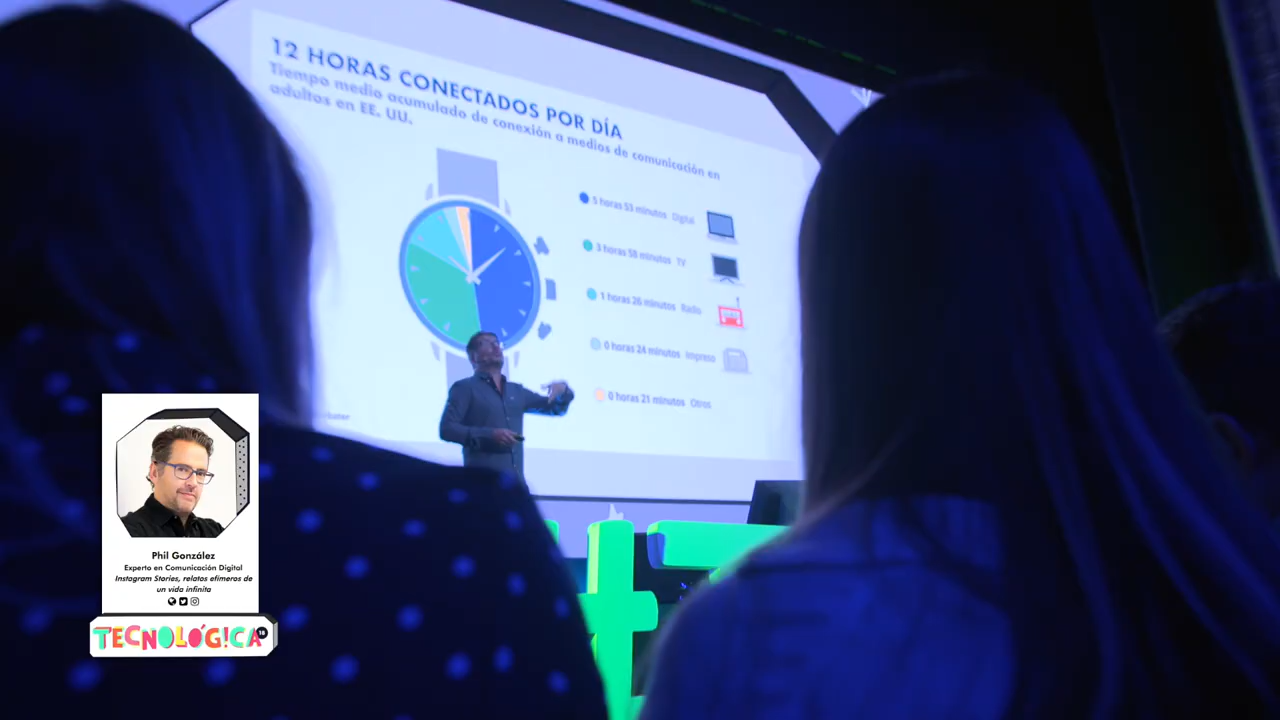 12 HORAS CONECTADOS POR DÍA
Tiempo medio acumulado de conexión a medios de comunicación en
adultos en EE. UU.
5 horas 53 minutos Digital
3 horas 58 minutos TV
1 horas 26 minutos Radio
0 horas 24 minutos Impreso
0 horas 21 minutos Otros
Phil González
Experto en Comunicación Digital
Instagram Stories, relatos efímeros de
un vida infinita
TECNOLÓG!CA 18